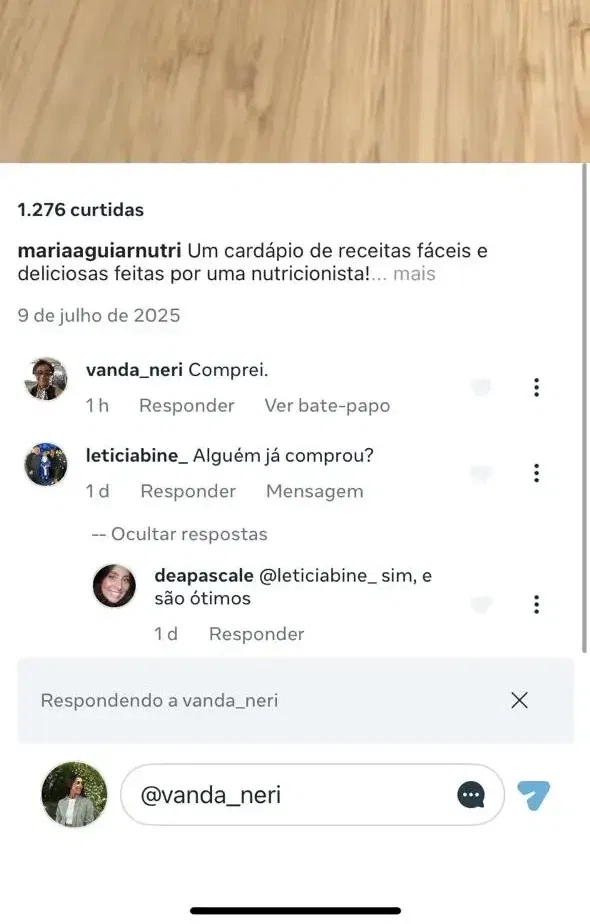 1.276 curtidas
mariaaguiarnutri Um cardápio de receitas fáceis e
deliciosas feitas por uma nutricionista!... mais
9 de julho de 2025
vanda_neri Comprei.
1 h Responder Ver bate-papo
leticiabine_ Alguém já comprou?
1 d Responder Mensagem
-- Ocultar respostas
deapascale @leticiabine_ sim, e
são ótimos
1 d Responder
Respondendo a vanda_neri
@vanda_neri